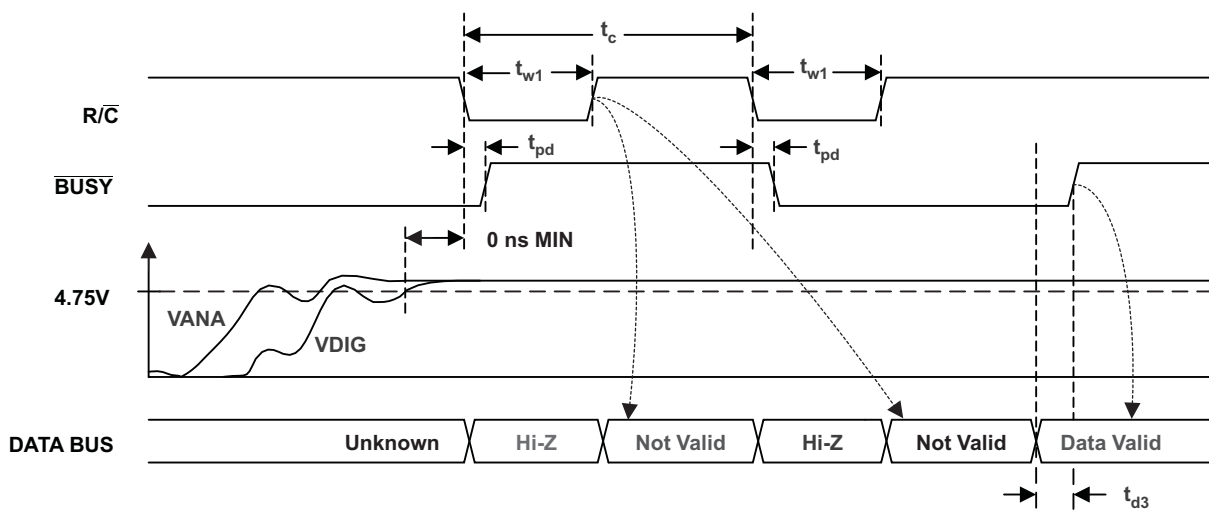 t_c
t_w1 t_w1
R/C̅
t_pd t_pd
B̅U̅S̅Y̅
0 ns MIN
4.75V
VANA
VDIG
DATA BUS Unknown Hi-Z Not Valid Hi-Z Not Valid Data Valid
t_d3